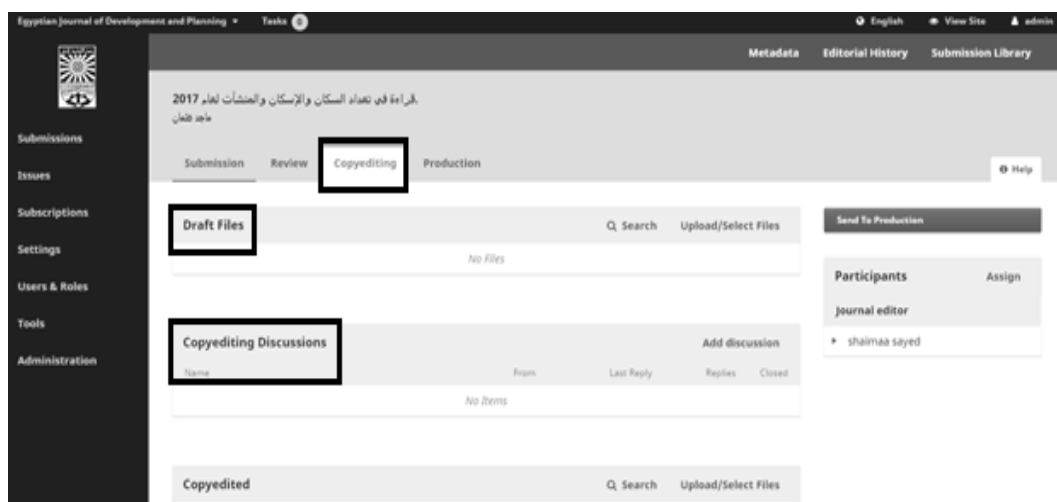 Egyptian Journal of Development and Planning Tasks 0 English View Site admin
Metadata Editorial History Submission Library
قراءة في تعداد السكان والإسكان والمنشآت لعام 2017.
ماجد عثمان
Submission Review Copyediting Production
Help
Submissions
Issues
Subscriptions
Settings
Users & Roles
Tools
Administration
Draft Files Search Upload/Select Files
No Files
Copyediting Discussions Add discussion
Name From Last Reply Replies Closed
No Items
Copyedited Search Upload/Select Files
Send To Production
Participants Assign
Journal editor
shaimaa sayed